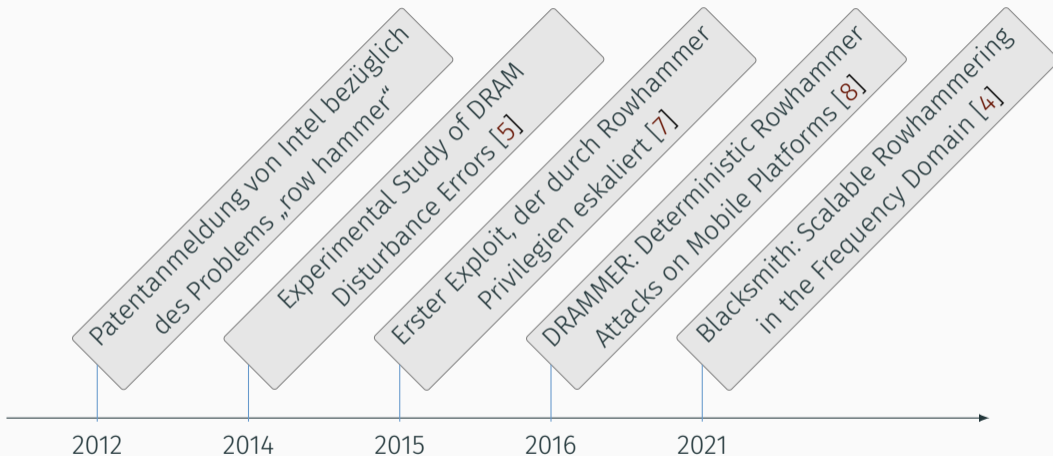 Patentanmeldung von Intel bezüglich
des Problems „row hammer“
Experimental Study of DRAM
Disturbance Errors [5]
Erster Exploit, der durch Rowhammer
Privilegien eskaliert [7]
DRAMMER: Deterministic Rowhammer
Attacks on Mobile Platforms [8]
Blacksmith: Scalable Rowhammering
in the Frequency Domain [4]
2012
2014
2015
2016
2021